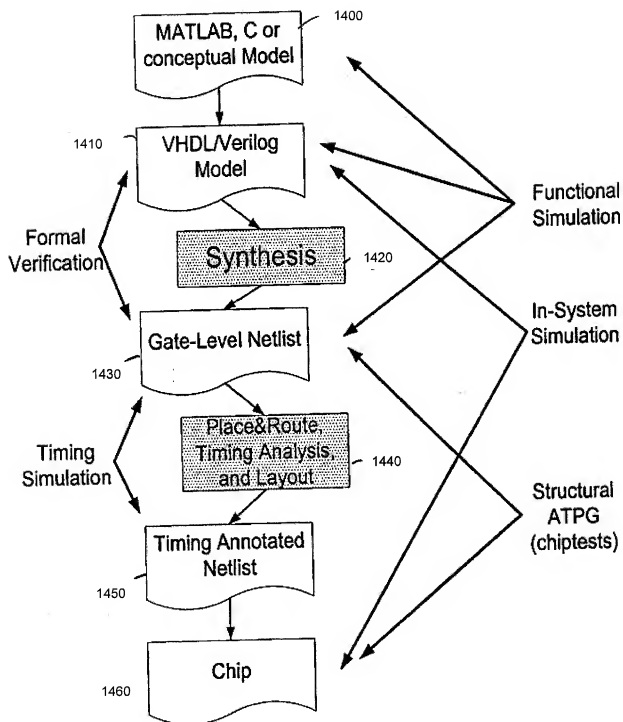 MATLAB, C or
conceptual Model
1400
1410
VHDL/Verilog
Model
Functional
Simulation
Formal
Verification
Synthesis
1420
In-System
Simulation
Gate-Level Netlist
1430
Place&Route,
Timing Analysis,
and Layout
1440
Timing
Simulation
Structural
ATPG
(chiptests)
Timing Annotated
Netlist
1450
Chip
1460